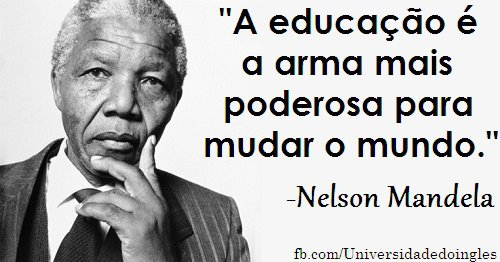 "A educação é
a arma mais
poderosa para
mudar o mundo."
-Nelson Mandela
fb.com/Universidadedoingles